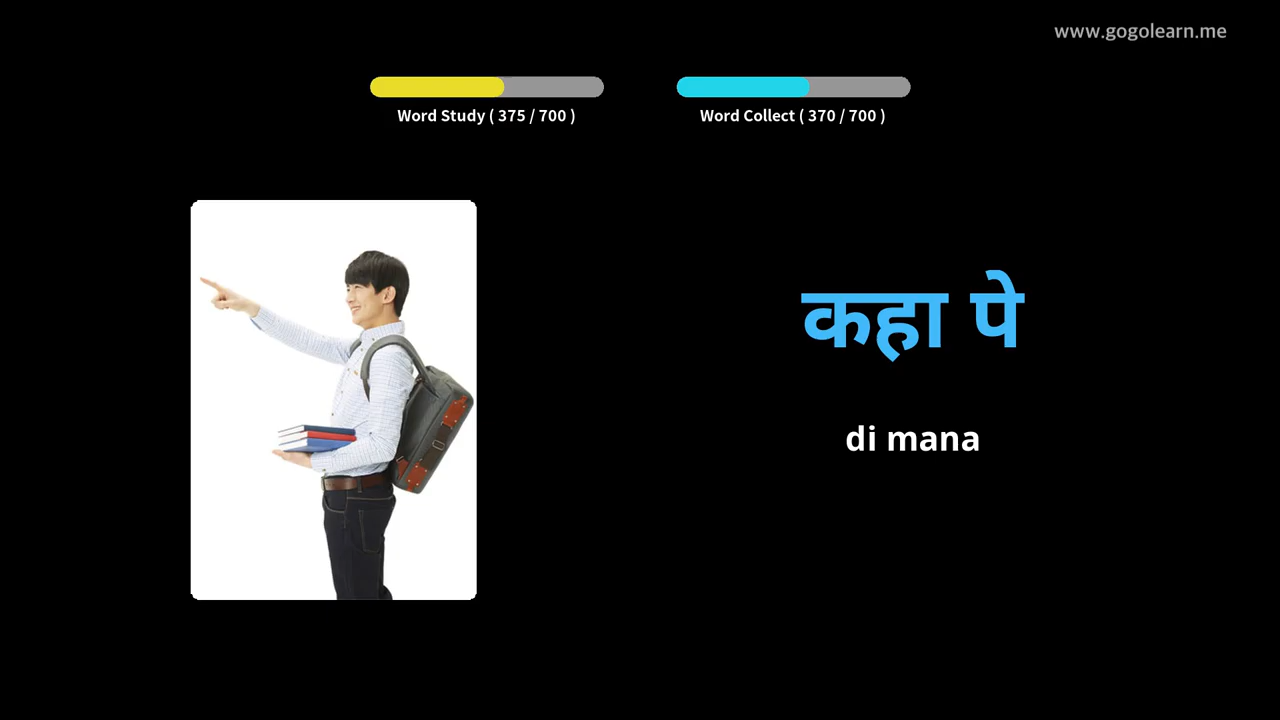 www.gogolearn.me
Word Study ( 375 / 700 )
Word Collect ( 370 / 700 )
कहा पे
di mana